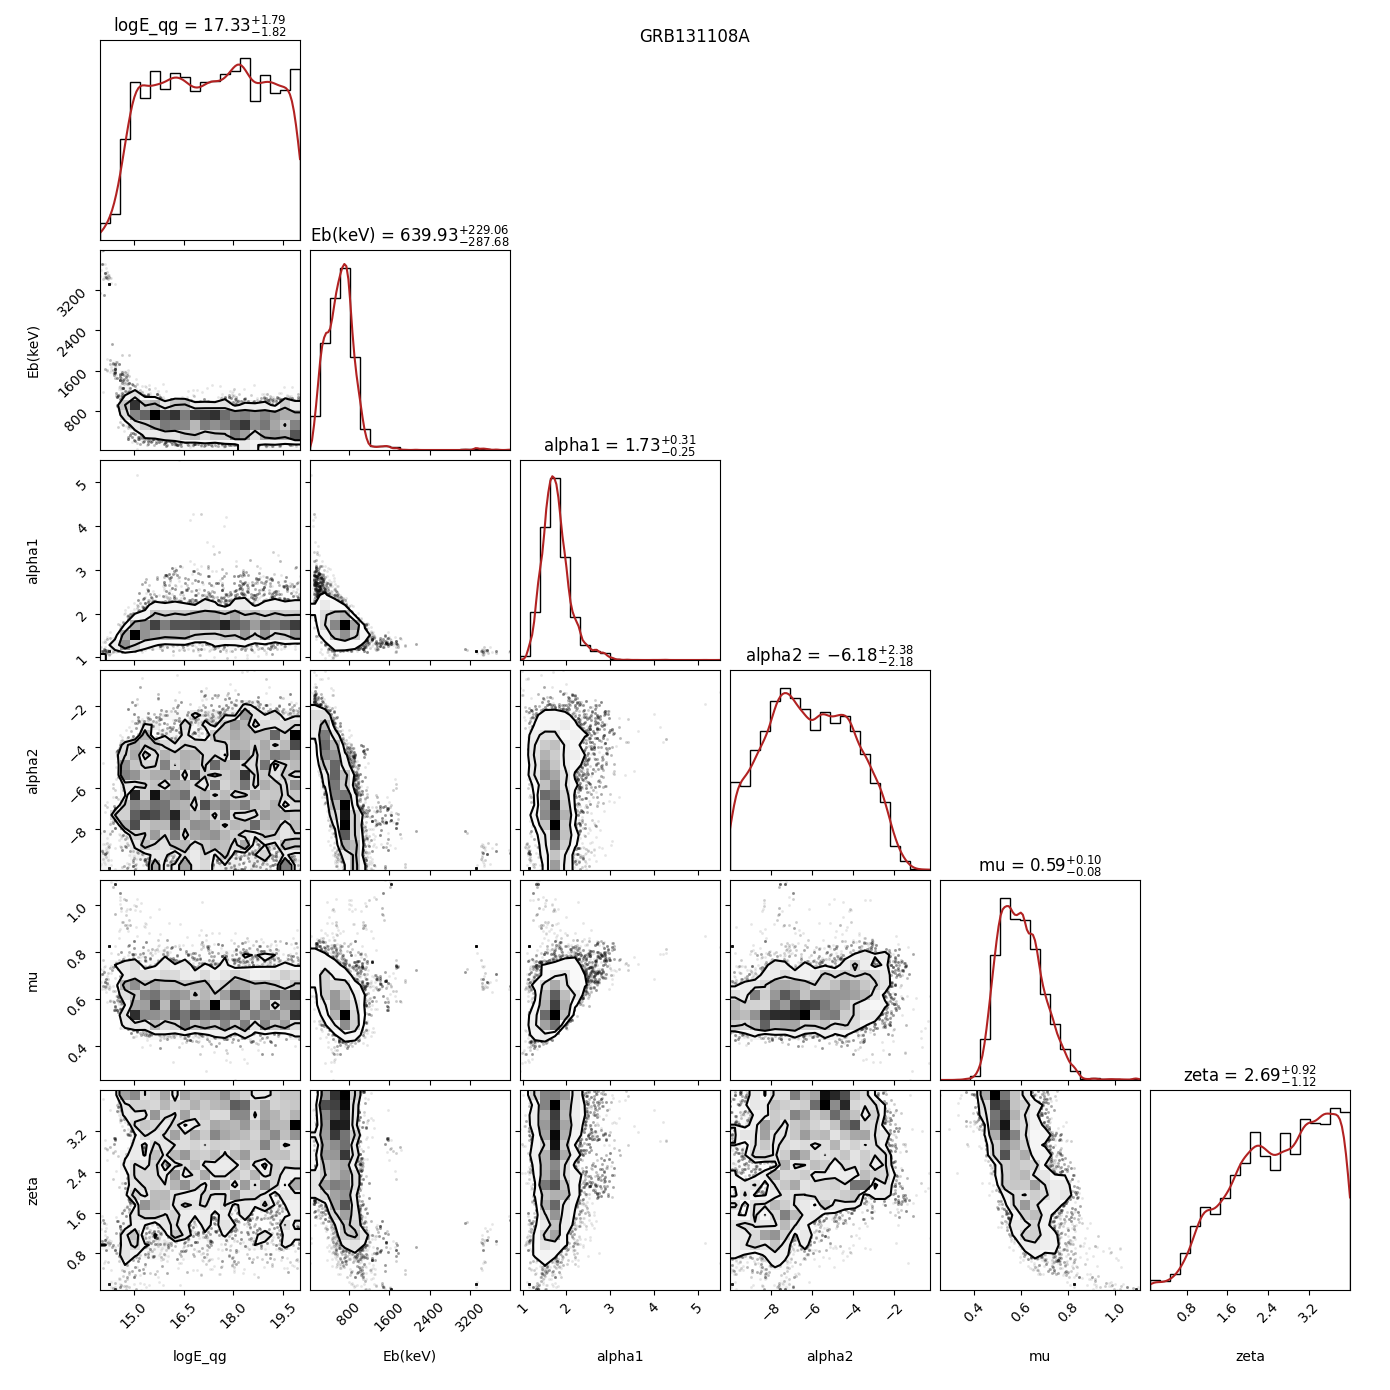 logE_qg = 17.33+1.79 −1.82
GRB131108A
Eb(keV) = 639.93+229.06 −287.68
3200
2400
1600
800
Eb(keV)
alpha1 = 1.73+0.31 −0.25
5
4
3
2
1
alpha1
alpha2 = −6.18+2.38 −2.18
−2
−4
−6
−8
alpha2
mu = 0.59+0.10 −0.08
1.0
0.8
0.6
0.4
mu
zeta = 2.69+0.92 −1.12
3.2
2.4
1.6
0.8
zeta
15.0 16.5 18.0 19.5 800 1600 2400 3200 1 2 3 4 5 −8 −6 −4 −2 0.4 0.6 0.8 1.0 0.8 1.6 2.4 3.2
logE_qg Eb(keV) alpha1 alpha2 mu zeta